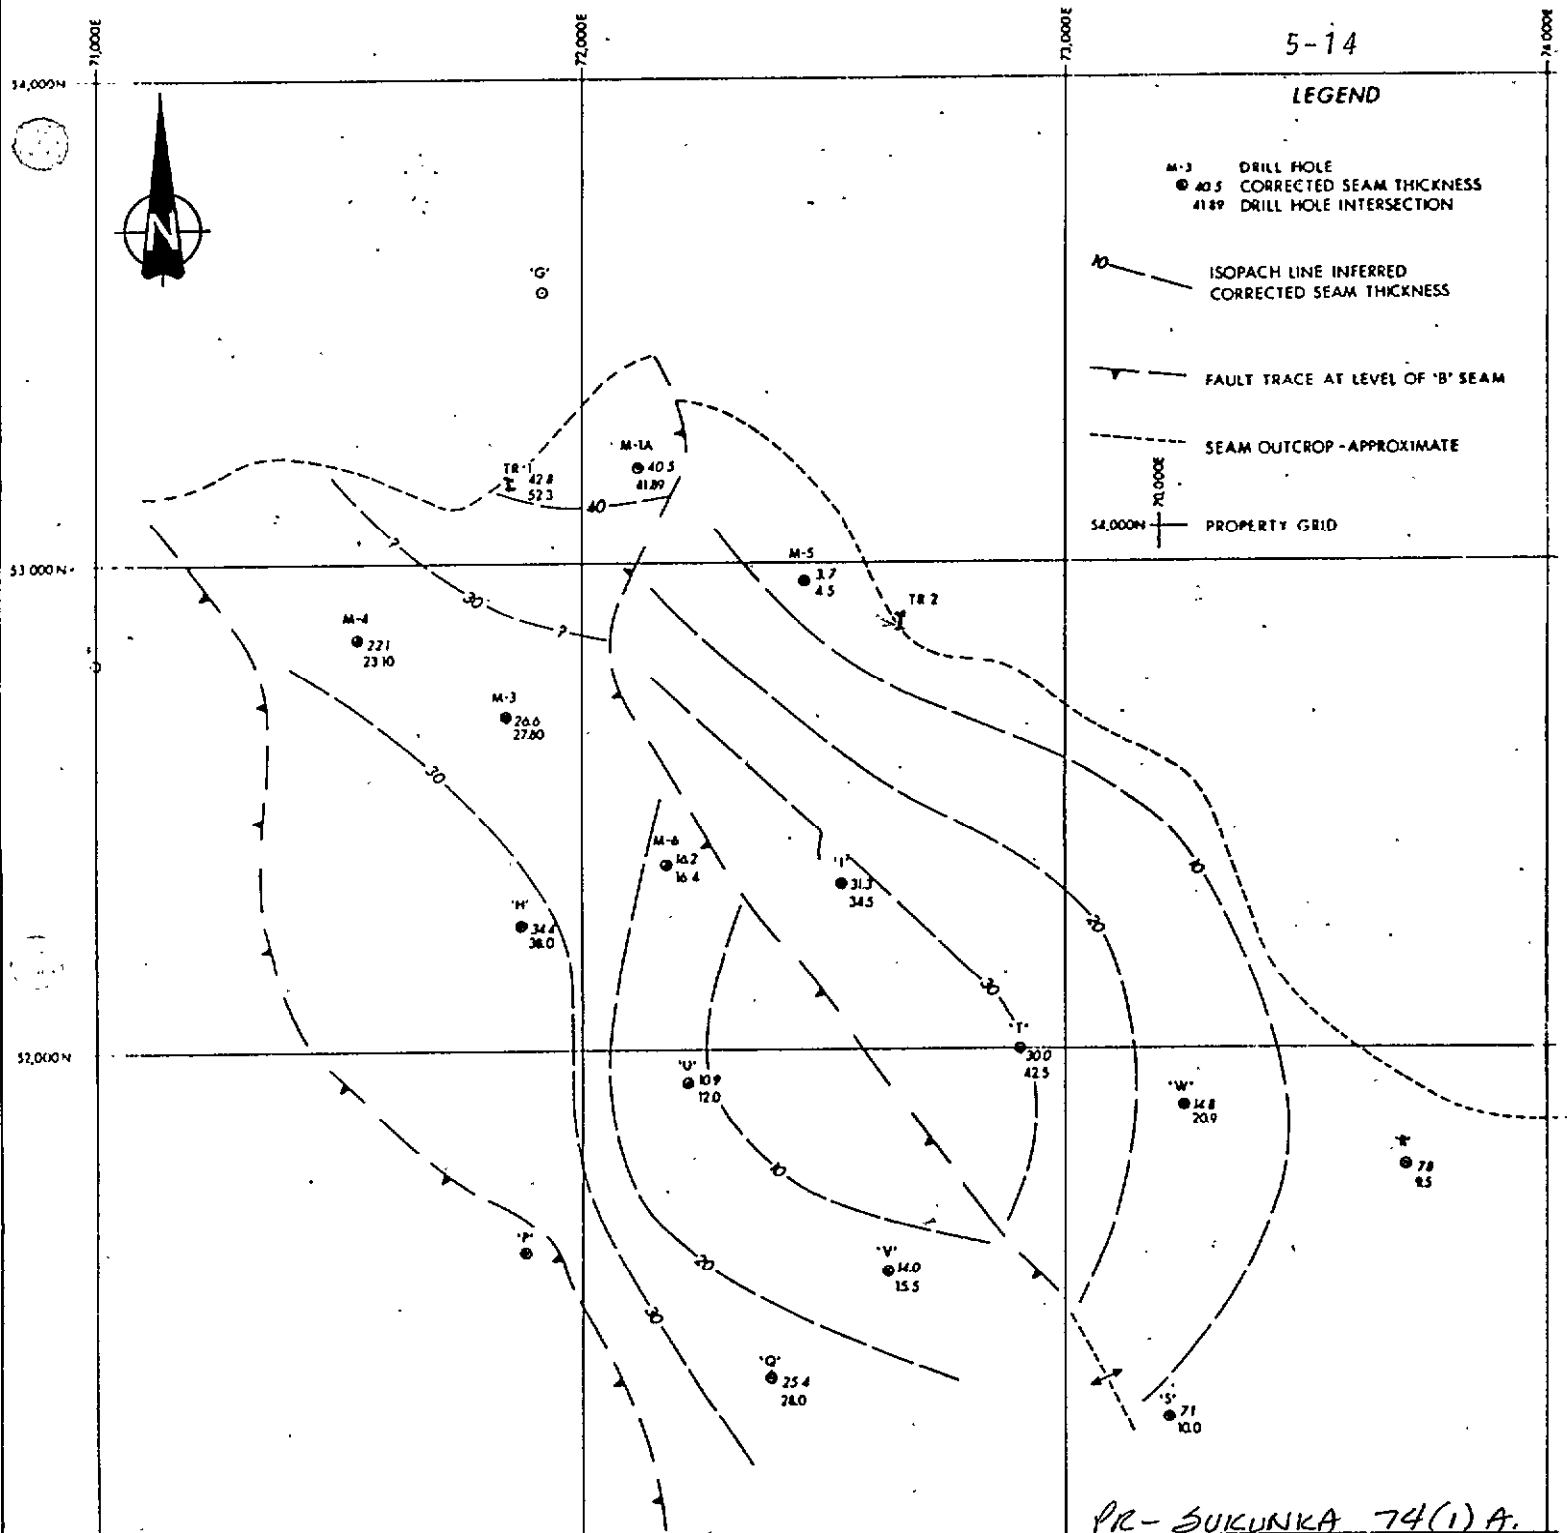 71,000E
72,000E
73,000E
74,000E
5-14
54,000N
LEGEND
M-3 DRILL HOLE
40.5 CORRECTED SEAM THICKNESS
41.89 DRILL HOLE INTERSECTION
10
ISOPACH LINE INFERRED
CORRECTED SEAM THICKNESS
FAULT TRACE AT LEVEL OF 'B' SEAM
SEAM OUTCROP - APPROXIMATE
70,000E
54,000N PROPERTY GRID
N
'G'
M-1A
40.5
41.89
TR-1
42.8
52.3
40
53,000N
?
30
?
M-5
3.7
4.5
TR 2
M-4
22.1
23.10
M-3
26.6
27.80
30
M-6
16.2
16.4
'I'
31.3
34.5
10
'H'
34.4
38.0
20
30
52,000N
'T'
30.0
42.5
'U'
10.9
12.0
'W'
14.8
20.9
7.8
9.5
10
'P'
'V'
14.0
15.5
20
30
'Q'
25.4
28.0
'S'
7.1
10.0
PR - SUKUNKA 74(1)A.